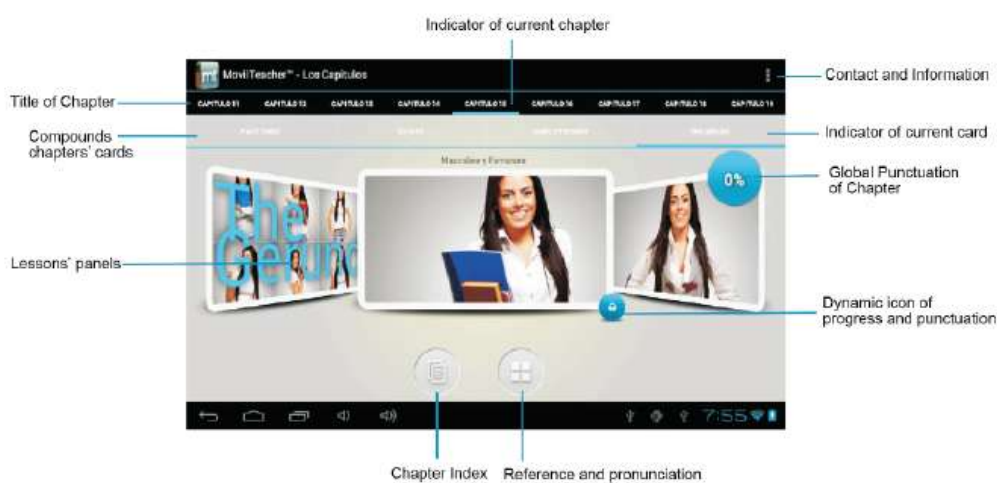 Indicator of current chapter
MovilTeacher™ - Los Capitulos
Contact and Information
Title of Chapter
CAPITULO 11 CAPITULO 12 CAPITULO 13 CAPITULO 14 CAPITULO 15 CAPITULO 16 CAPITULO 17 CAPITULO 18 CAPITULO 19
Compounds
chapters' cards
Indicator of current card
Masculino y Femenino
Global Punctuation
of Chapter
0%
The
Gerund
Lessons' panels
Dynamic icon of
progress and punctuation
7:55
Chapter Index
Reference and pronunciation